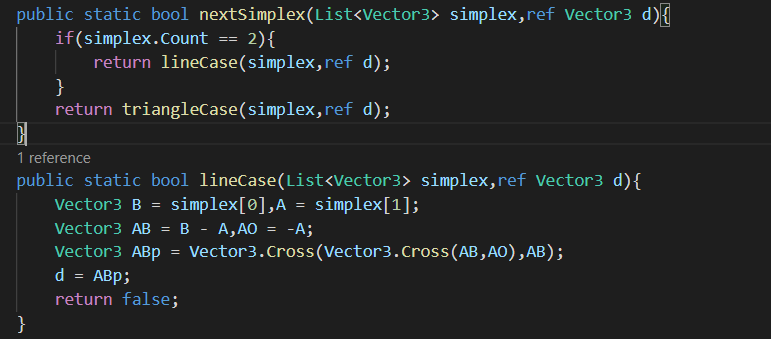 public static bool nextSimplex(List<Vector3> simplex,ref Vector3 d){
if(simplex.Count == 2){
return lineCase(simplex,ref d);
}
return triangleCase(simplex,ref d);
}
1 reference
public static bool lineCase(List<Vector3> simplex,ref Vector3 d){
Vector3 B = simplex[0],A = simplex[1];
Vector3 AB = B - A,AO = -A;
Vector3 ABp = Vector3.Cross(Vector3.Cross(AB,AO),AB);
d = ABp;
return false;
}